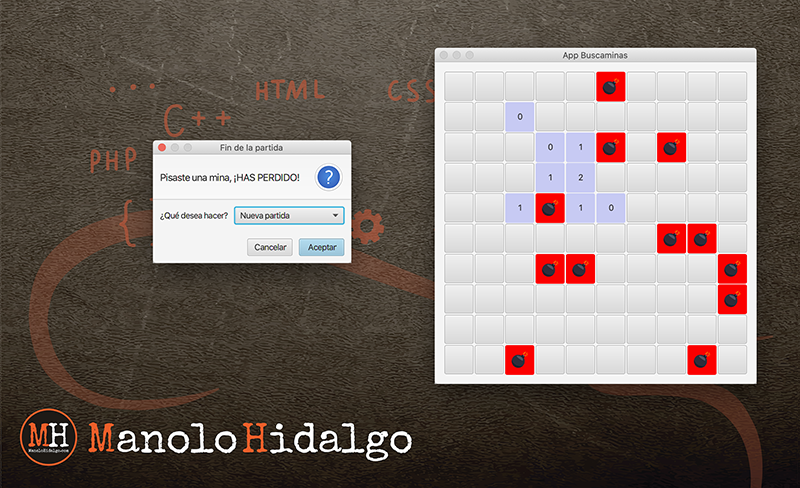 App Buscaminas
...
HTML
CSS
C++
PHP
{
Fin de la partida
Pisaste una mina, ¡HAS PERDIDO!
?
¿Qué desea hacer? Nueva partida
Cancelar Aceptar
0
0 1
1 2
1 1 0
MH
ManoloHidalgo.com
ManoloHidalgo